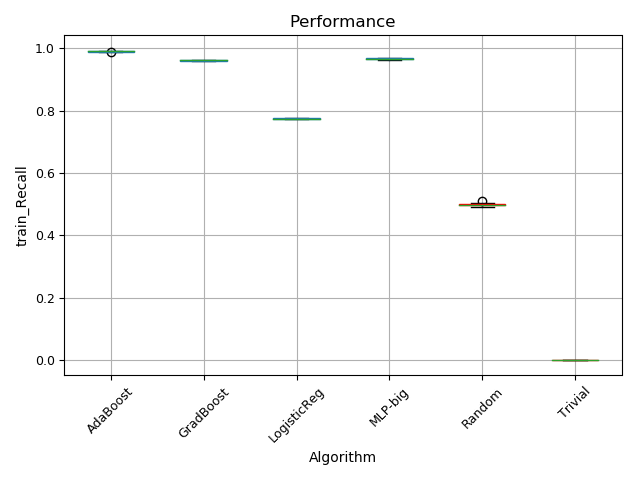 Performance
train_Recall
1.0
0.8
0.6
0.4
0.2
0.0
AdaBoost
GradBoost
LogisticReg
MLP-big
Random
Trivial
Algorithm